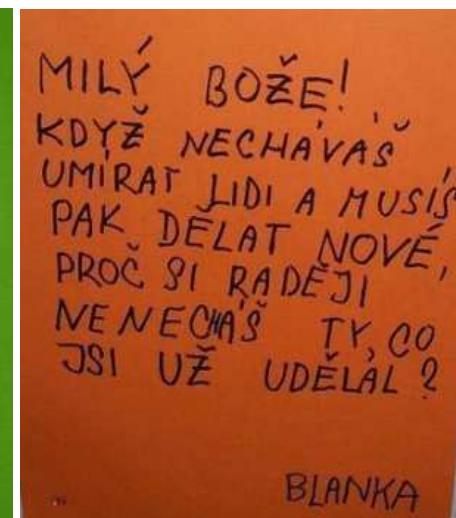 MILÝ BOŽE!
KDYŽ NECHÁVAŠ
UMÍRAT LIDI A MUSÍŠ
PAK DĚLAT NOVÉ,
PROČ SI RADĚJI
NENECHÁŠ TY, CO
JSI UŽ UDĚLAL?
BLANKA